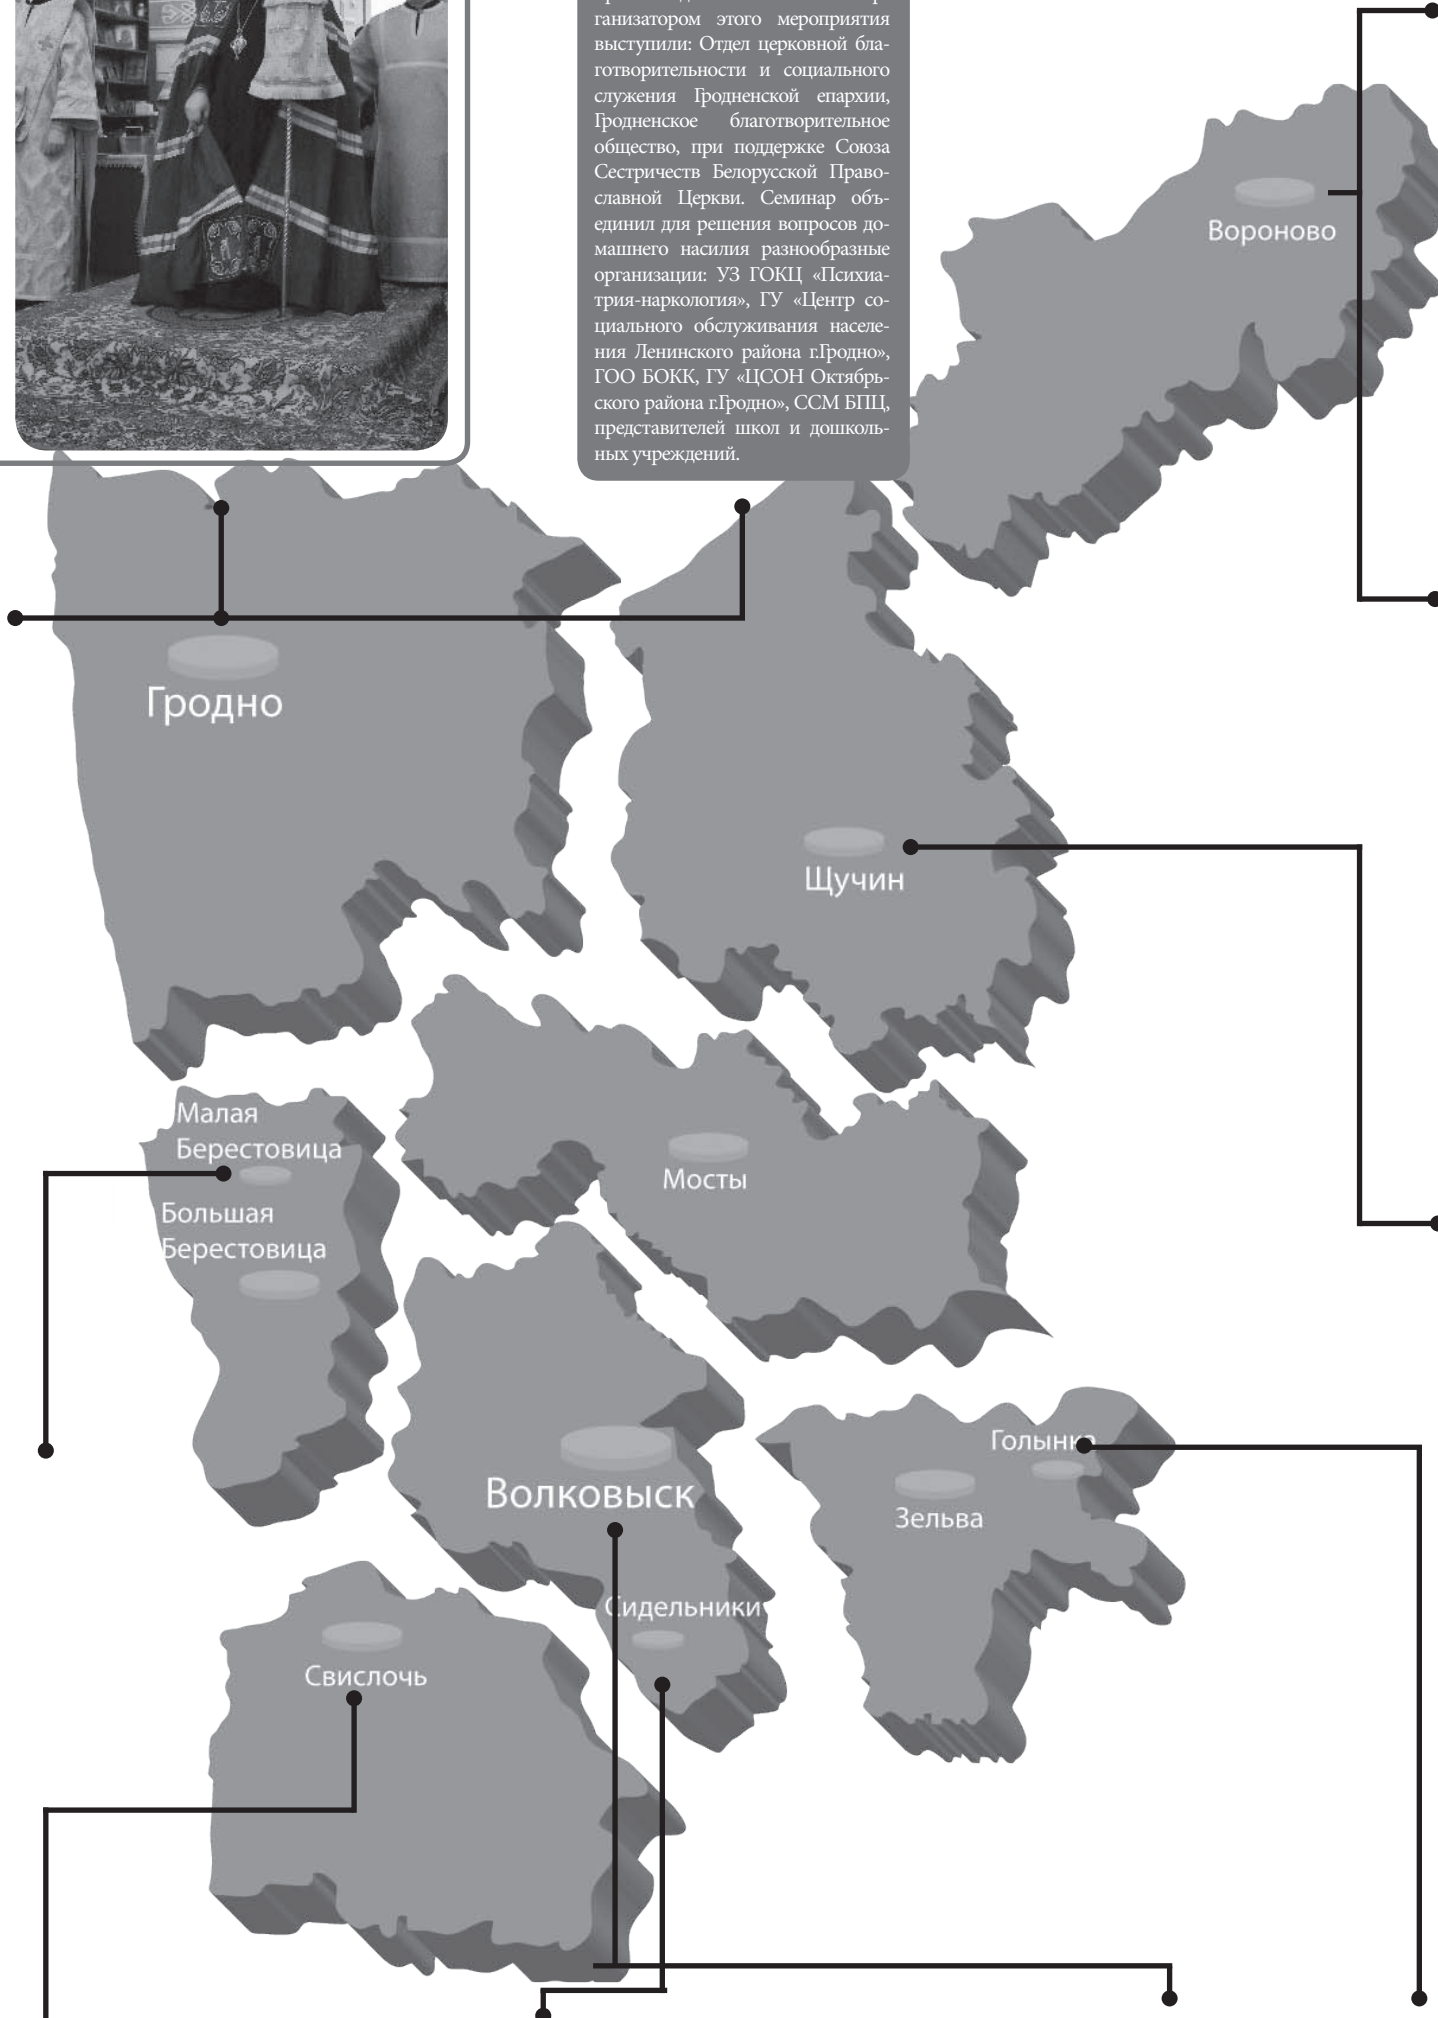 ганизатором этого мероприятия
выступили: Отдел церковной бла-
готворительности и социального
служения Гродненской епархии,
Гродненское благотворительное
общество, при поддержке Союза
Сестричеств Белорусской Право-
славной Церкви. Семинар объ-
единил для решения вопросов до-
машнего насилия разнообразные
организации: УЗ ГОКЦ «Психиа-
трия-наркология», ГУ «Центр со-
циального обслуживания населе-
ния Ленинского района г.Гродно»,
ГОО БОКК, ГУ «ЦСОН Октябрь-
ского района г.Гродно», ССМ БПЦ,
представителей школ и дошколь-
ных учреждений.
Вороново
Гродно
Щучин
Малая
Берестовица
Мосты
Большая
Берестовица
Голынка
Волковыск
Зельва
Сидельники
Свислочь